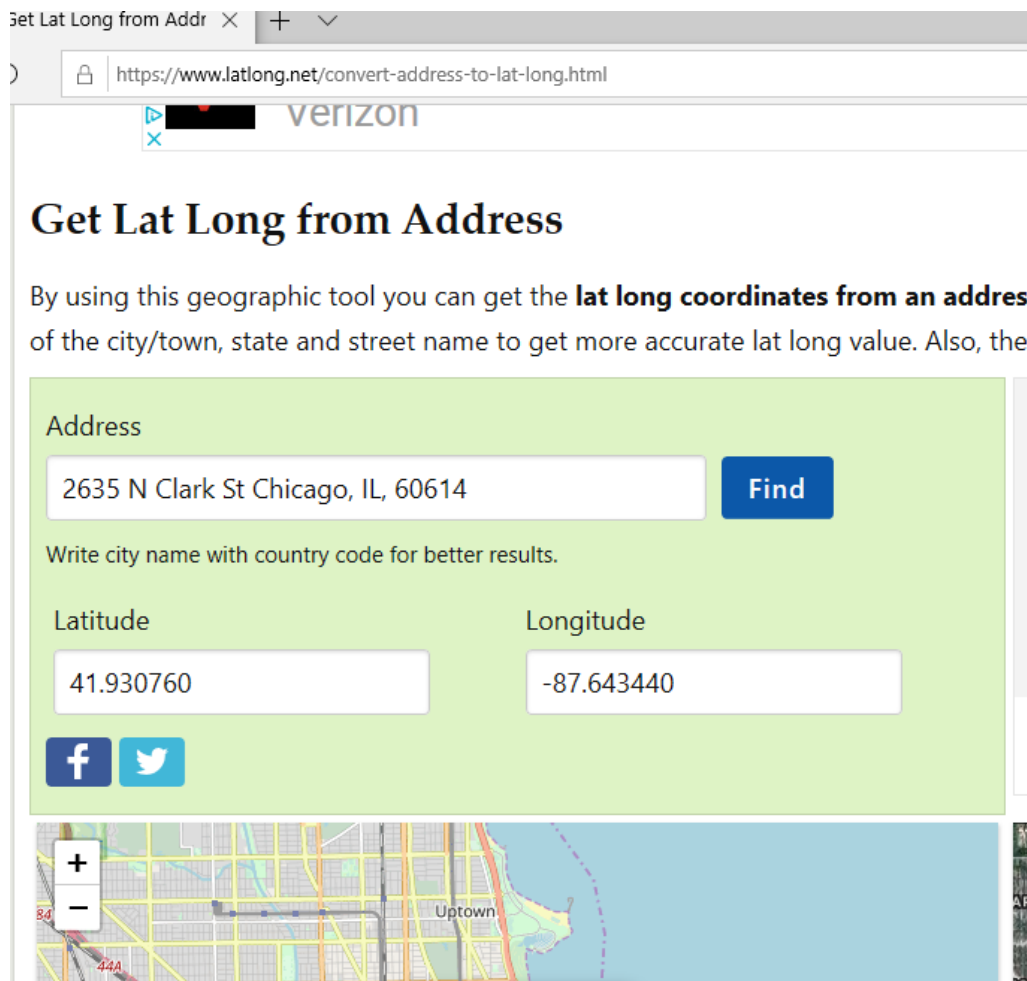 Get Lat Long from Addr
https://www.latlong.net/convert-address-to-lat-long.html
Verizon
Get Lat Long from Address
By using this geographic tool you can get the lat long coordinates from an addres
of the city/town, state and street name to get more accurate lat long value. Also, the
Address
2635 N Clark St Chicago, IL, 60614
Find
Write city name with country code for better results.
Latitude
Longitude
41.930760
-87.643440
+
−
Uptown
84
44A